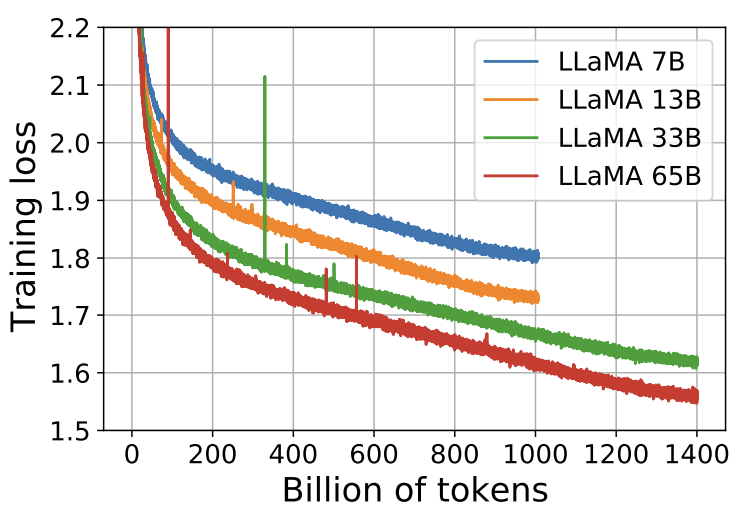 2.2
2.1
2.0
1.9
1.8
1.7
1.6
1.5
Training loss
LLaMA 7B
LLaMA 13B
LLaMA 33B
LLaMA 65B
0 200 400 600 800 1000 1200 1400
Billion of tokens